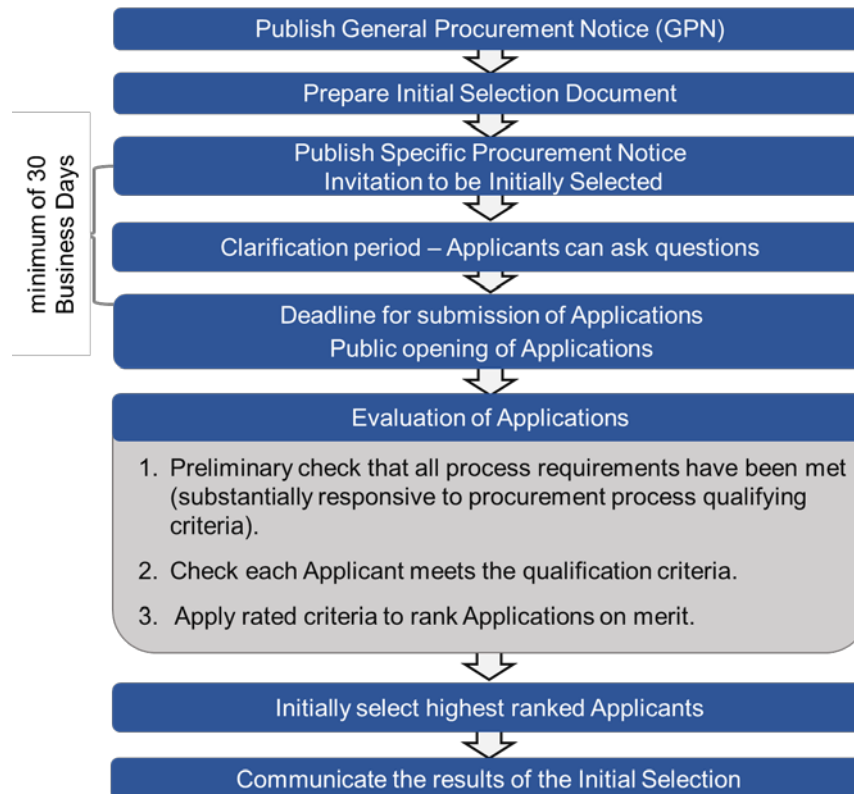 Publish General Procurement Notice (GPN)
Prepare Initial Selection Document
minimum of 30
Business Days
Publish Specific Procurement Notice
Invitation to be Initially Selected
Clarification period – Applicants can ask questions
Deadline for submission of Applications
Public opening of Applications
Evaluation of Applications
1. Preliminary check that all process requirements have been met
(substantially responsive to procurement process qualifying
criteria).
2. Check each Applicant meets the qualification criteria.
3. Apply rated criteria to rank Applications on merit.
Initially select highest ranked Applicants
Communicate the results of the Initial Selection